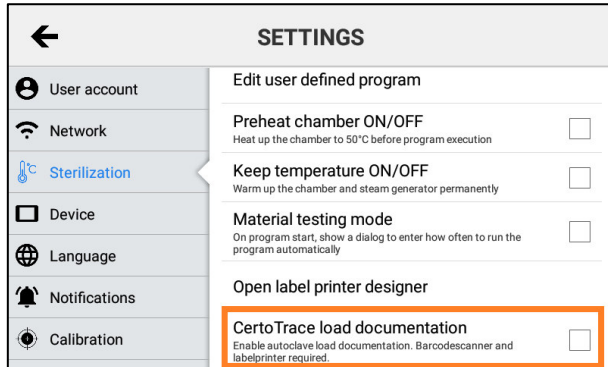 SETTINGS
User account
Network
°C Sterilization
Device
Language
Notifications
Calibration
Edit user defined program
Preheat chamber ON/OFF
Heat up the chamber to 50°C before program execution
Keep temperature ON/OFF
Warm up the chamber and steam generator permanently
Material testing mode
On program start, show a dialog to enter how often to run the
program automatically
Open label printer designer
CertoTrace load documentation
Enable autoclave load documentation. Barcodescanner and
labelprinter required.